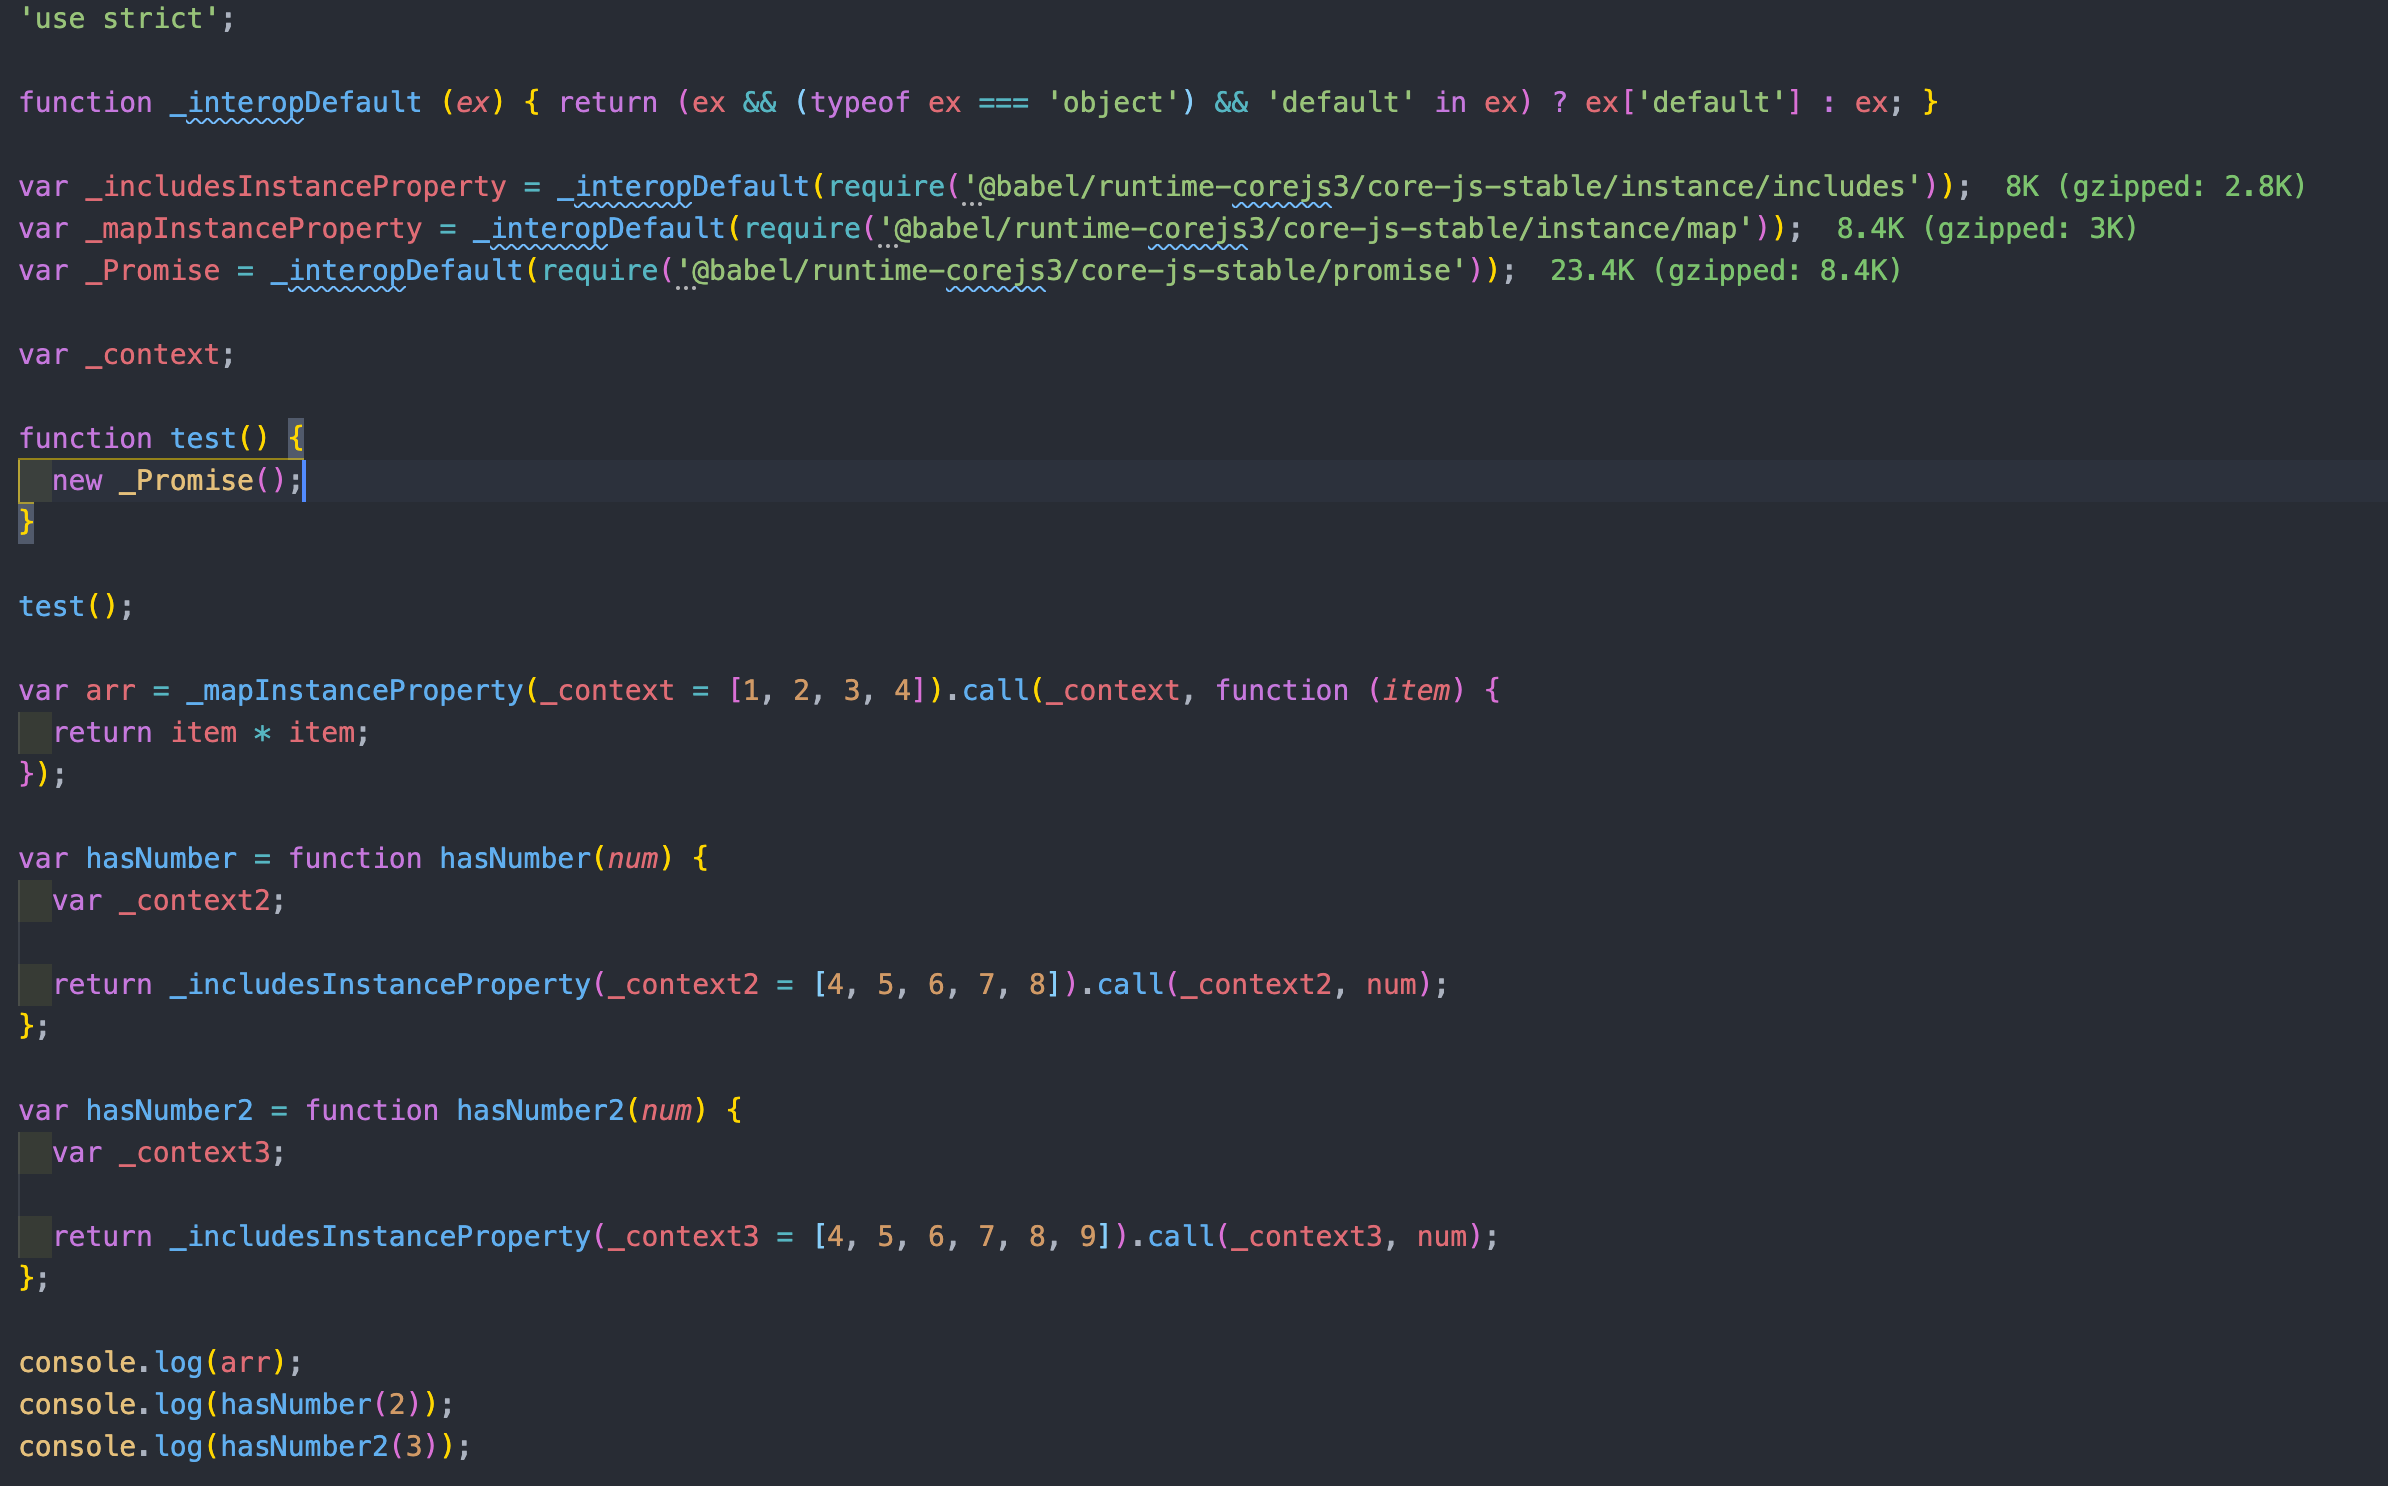 'use strict';
function _interopDefault (ex) { return (ex && (typeof ex === 'object') && 'default' in ex) ? ex['default'] : ex; }
var _includesInstanceProperty = _interopDefault(require('@babel/runtime-corejs3/core-js-stable/instance/includes'));  8K (gzipped: 2.8K)
var _mapInstanceProperty = _interopDefault(require('@babel/runtime-corejs3/core-js-stable/instance/map'));  8.4K (gzipped: 3K)
var _Promise = _interopDefault(require('@babel/runtime-corejs3/core-js-stable/promise'));  23.4K (gzipped: 8.4K)
var _context;
function test() {
  new _Promise();
}
test();
var arr = _mapInstanceProperty(_context = [1, 2, 3, 4]).call(_context, function (item) {
  return item * item;
});
var hasNumber = function hasNumber(num) {
  var _context2;
  return _includesInstanceProperty(_context2 = [4, 5, 6, 7, 8]).call(_context2, num);
};
var hasNumber2 = function hasNumber2(num) {
  var _context3;
  return _includesInstanceProperty(_context3 = [4, 5, 6, 7, 8, 9]).call(_context3, num);
};
console.log(arr);
console.log(hasNumber(2));
console.log(hasNumber2(3));